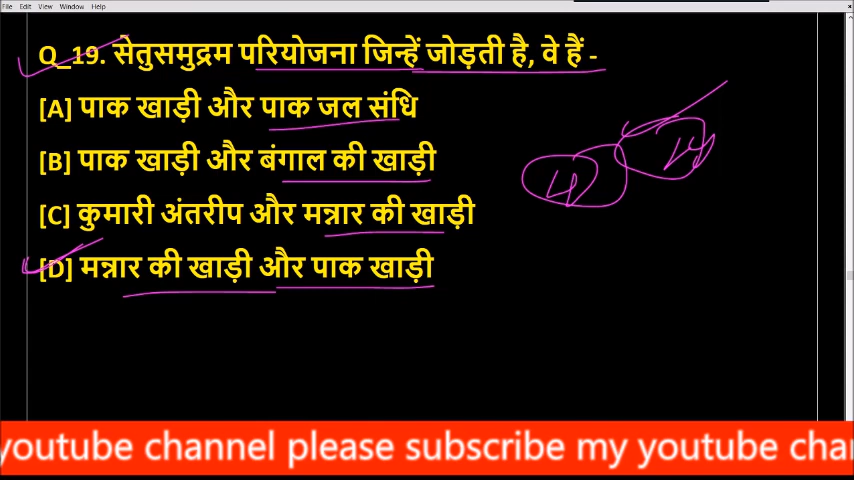 File Edit View Window Help
Q_19. सेतुसमुद्रम परियोजना जिन्हें जोड़ती है, वे हैं -
[A] पाक खाड़ी और पाक जल संधि
[B] पाक खाड़ी और बंगाल की खाड़ी
[C] कुमारी अंतरीप और मन्नार की खाड़ी
[D] मन्नार की खाड़ी और पाक खाड़ी
youtube channel please subscribe my youtube